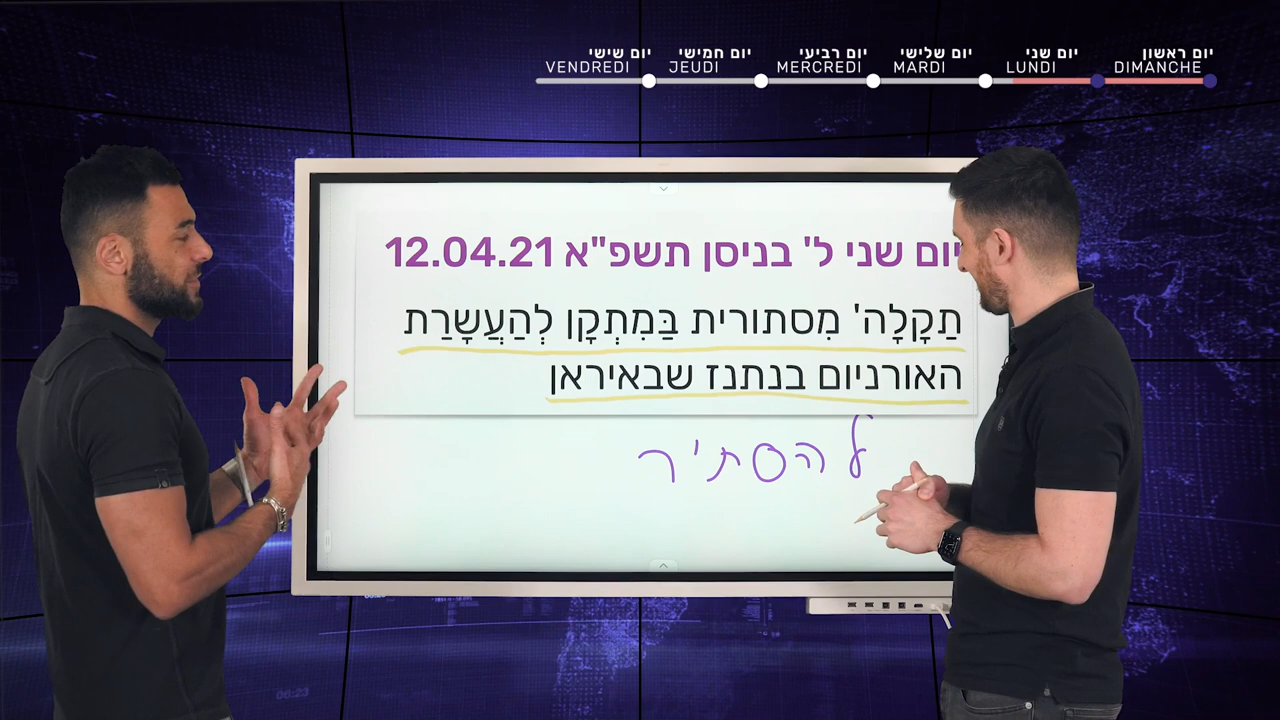 יום ראשון יום שני יום שלישי יום רביעי יום חמישי יום שישי
DIMANCHE LUNDI MARDI MERCREDI JEUDI VENDREDI
יום שני ל' בניסן תשפ"א 12.04.21
תַקָלָה' מִסתורית בַּמִתְקָן לְהַעֲשָׁרַת
האורניום בנתנז שבאיראן
להסתיר